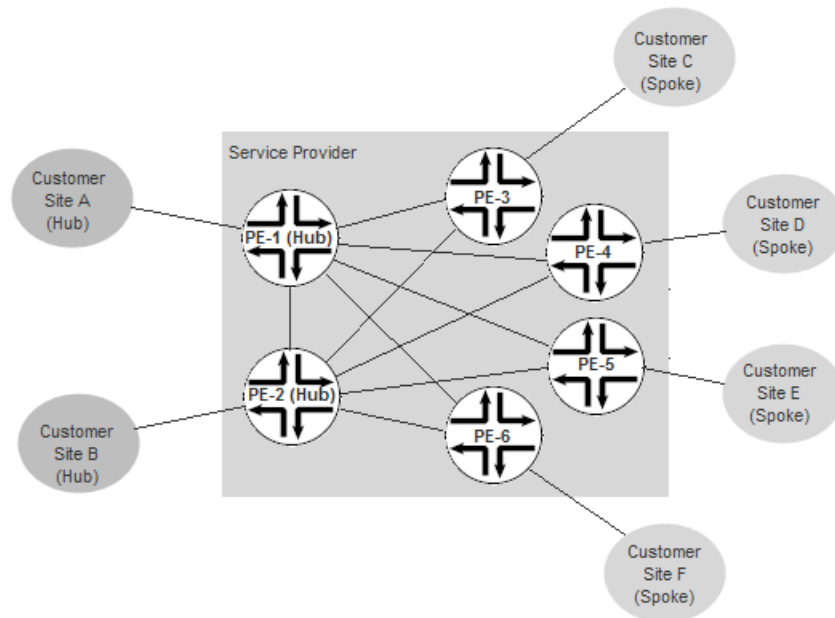 Customer
Site C
(Spoke)
Service Provider
Customer
Site A
(Hub)
PE-3
Customer
Site D
(Spoke)
PE-1 (Hub)
PE-4
PE-5
Customer
Site E
(Spoke)
PE-2 (Hub)
Customer
Site B
(Hub)
PE-6
Customer
Site F
(Spoke)